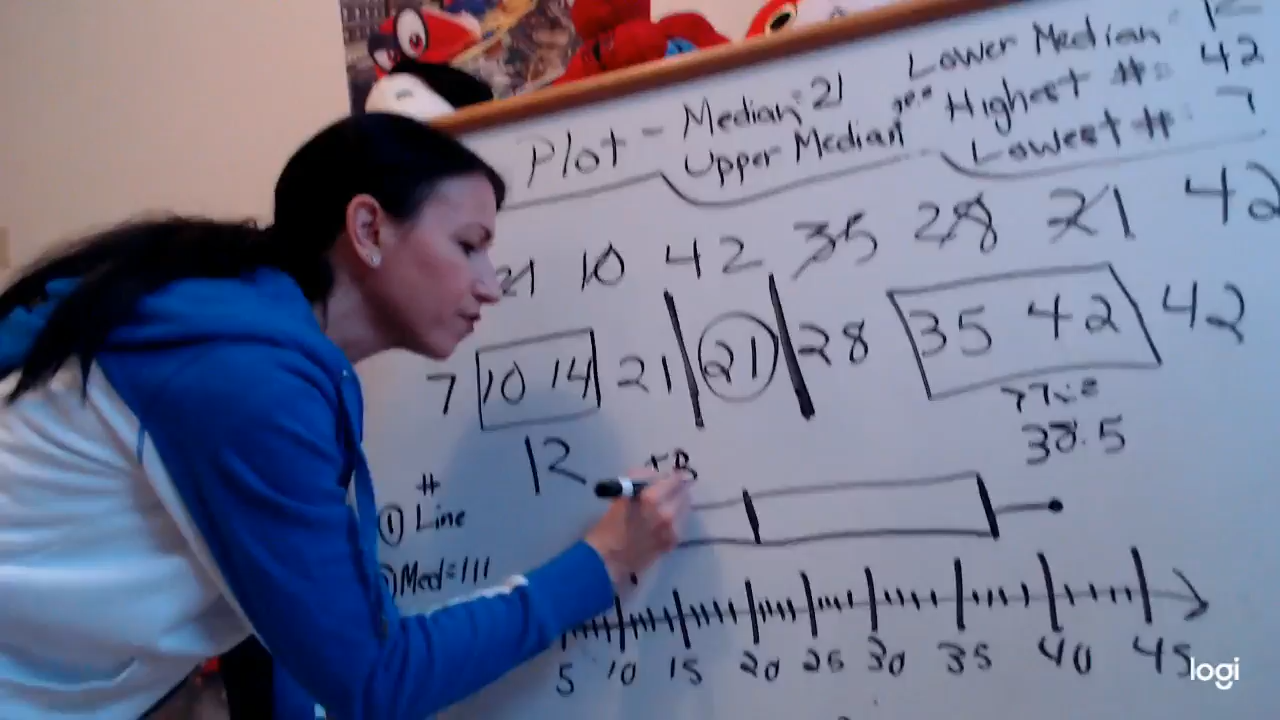 Plot - Median: 21 Lower Median: 12
Upper Median Highest #: 42
Lowest #: 7
21 10 42 35 28 21 42
7 10 14 21 21 28 35 42 42
12 38.5
#
① Line
Med = 111
5 10 15 20 25 30 35 40 45
logi